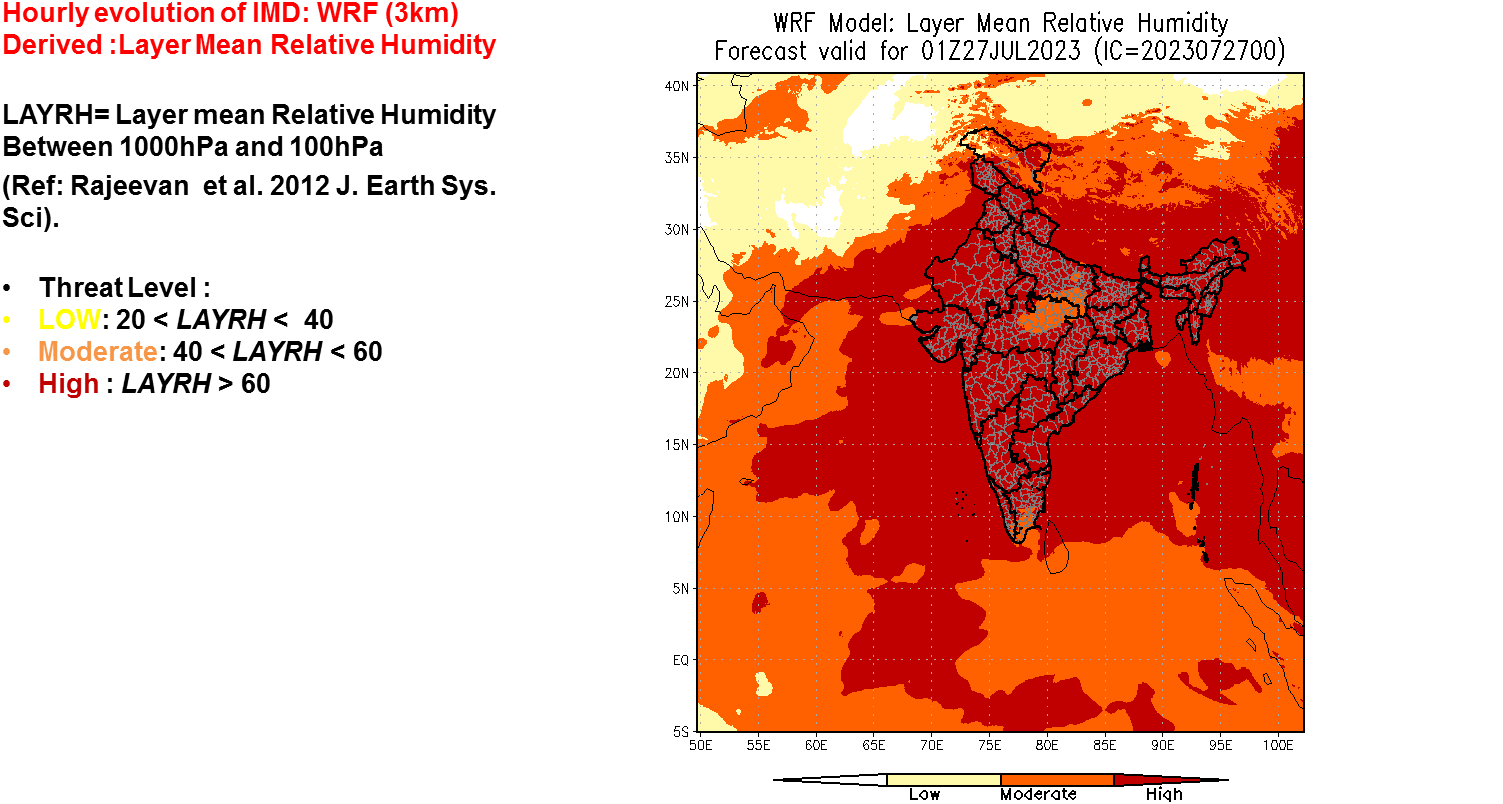 Hourly evolution of IMD: WRF (3km)
Derived :Layer Mean Relative Humidity
LAYRH= Layer mean Relative Humidity
Between 1000hPa and 100hPa
(Ref: Rajeevan et al. 2012 J. Earth Sys.
Sci).
• Threat Level :
• LOW: 20 < LAYRH < 40
• Moderate: 40 < LAYRH < 60
• High : LAYRH > 60
WRF Model: Layer Mean Relative Humidity
Forecast valid for 01Z27JUL2023 (IC=2023072700)
40N
35N
30N
25N
20N
15N
10N
5N
EQ
5S
50E 55E 60E 65E 70E 75E 80E 85E 90E 95E 100E
Low Moderate High